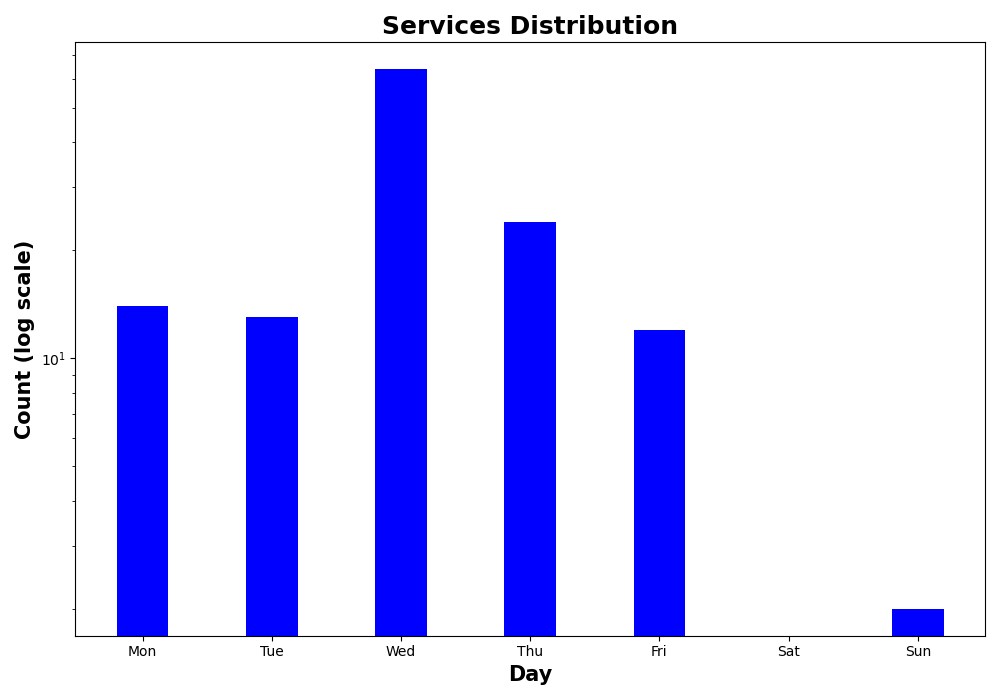 Services Distribution
Count (log scale)
10¹
Mon Tue Wed Thu Fri Sat Sun
Day